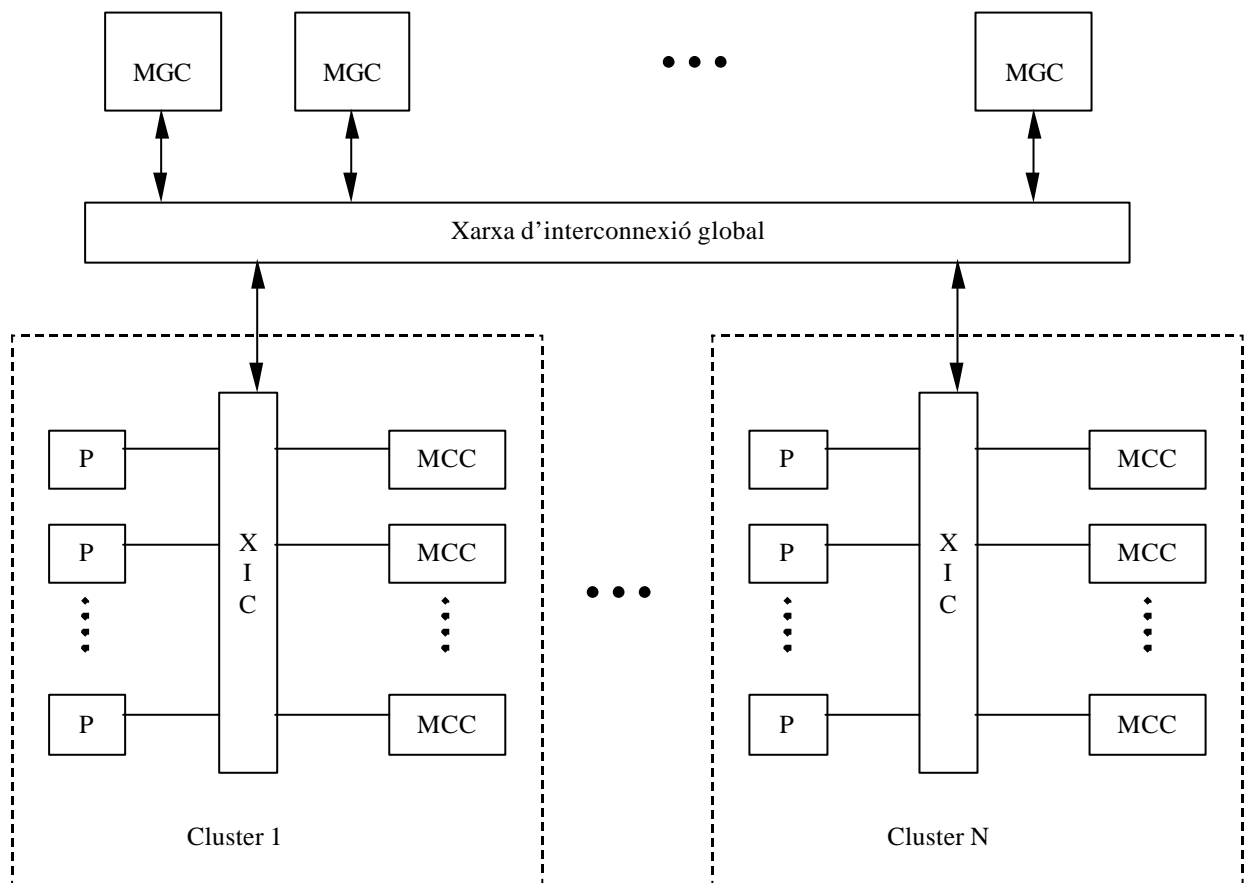 MGC MGC MGC
Xarxa d’interconnexió global
P MCC P MCC
P X MCC P X MCC
I I
C C
P MCC P MCC
Cluster 1 Cluster N